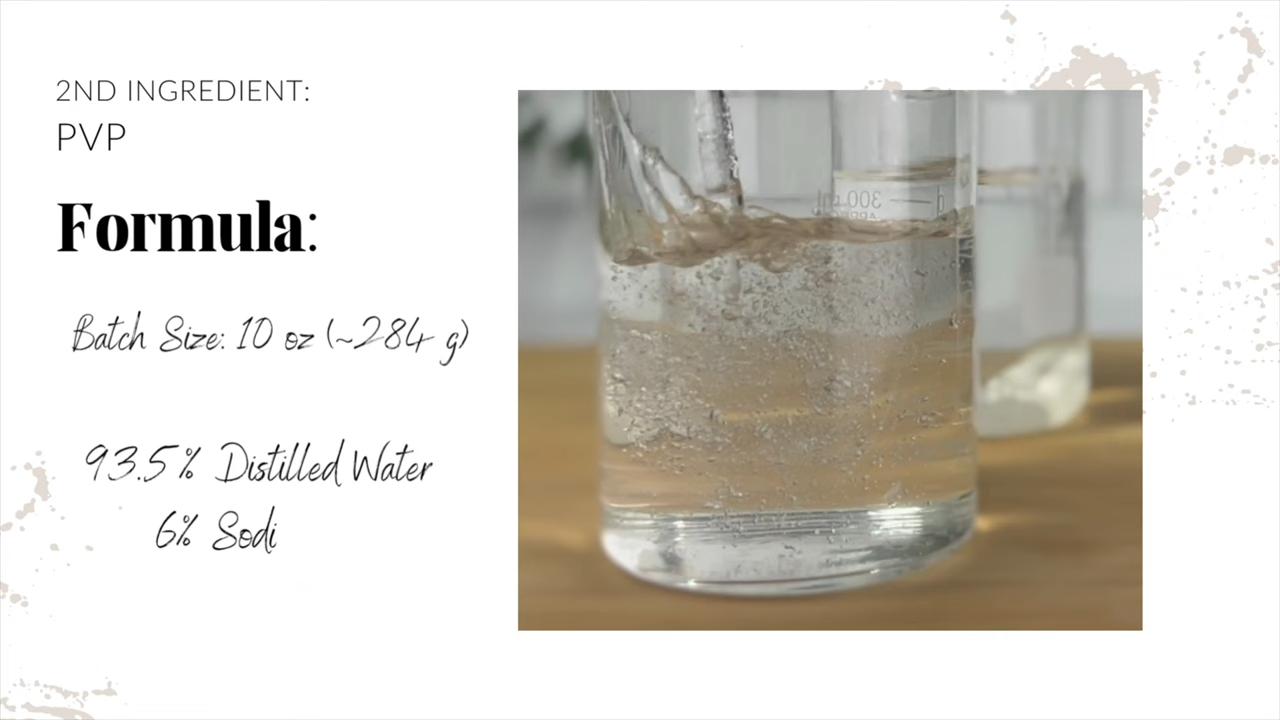 2ND INGREDIENT:
PVP
Formula:
Batch Size: 10 oz (~284 g)
93.5% Distilled Water
6% Sodi
300 ml